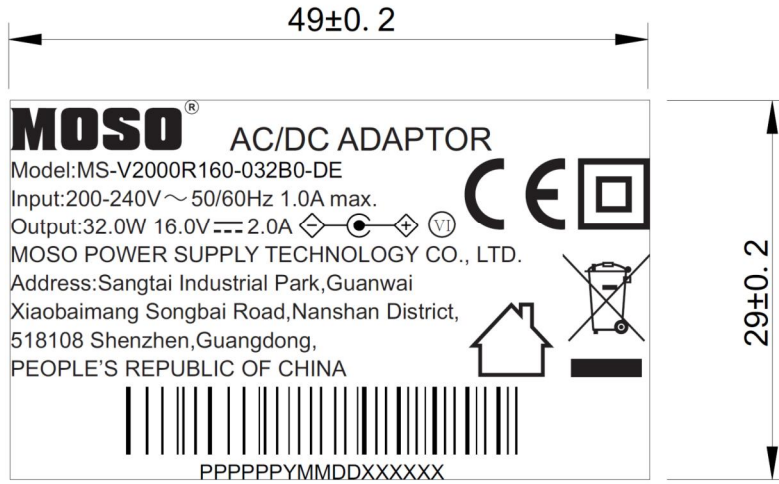 49±0.2
MOSO®
AC/DC ADAPTOR
Model:MS-V2000R160-032B0-DE
Input:200-240V～50/60Hz 1.0A max.
Output:32.0W 16.0V⎓2.0A - + VI
CE
MOSO POWER SUPPLY TECHNOLOGY CO., LTD.
Address:Sangtai Industrial Park,Guanwai
Xiaobaimang Songbai Road,Nanshan District,
518108 Shenzhen,Guangdong,
PEOPLE'S REPUBLIC OF CHINA
PPPPPPYMMDDXXXXXX
29±0.2